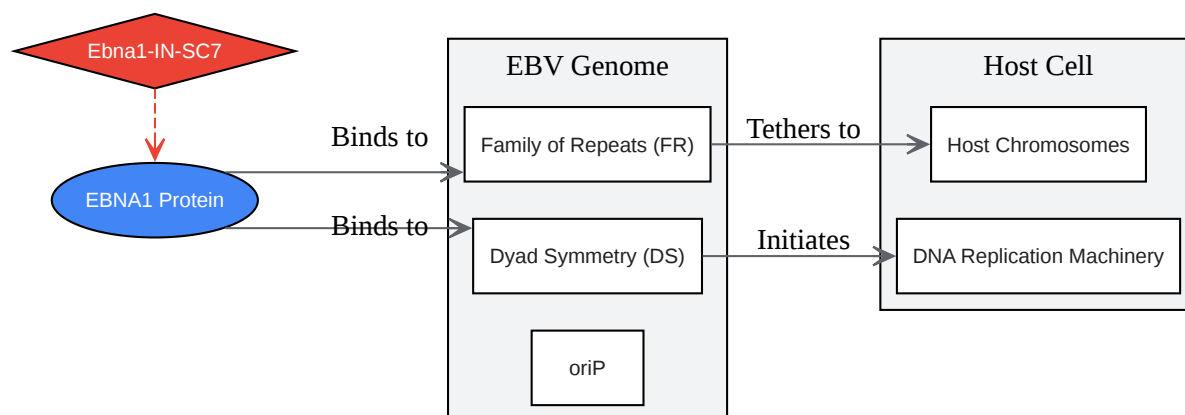 Ebna1-IN-SC7
EBNA1 Protein
Binds to
Binds to
EBV Genome
Family of Repeats (FR)
Dyad Symmetry (DS)
oriP
Tethers to
Initiates
Host Cell
Host Chromosomes
DNA Replication Machinery